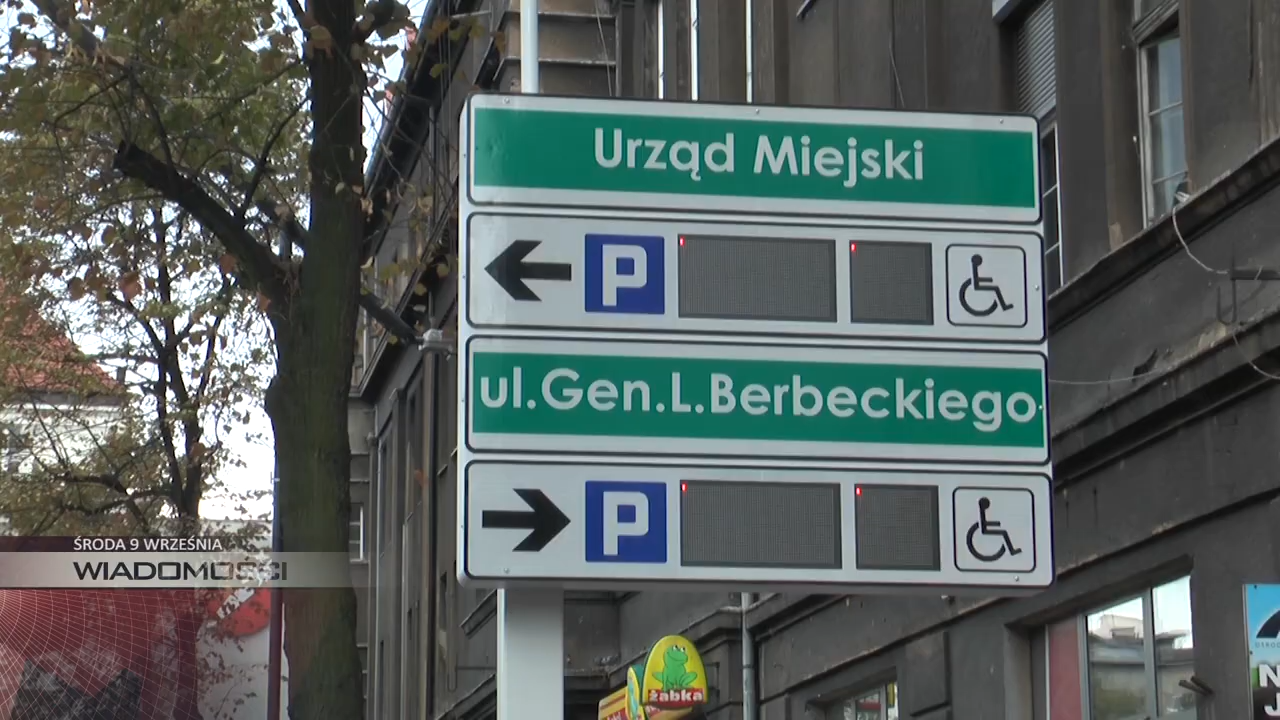 Urząd Miejski
P
ul.Gen.L.Berbeckiego
P
ŚRODA 9 WRZEŚNIA
WIADOMOŚCI
żabka